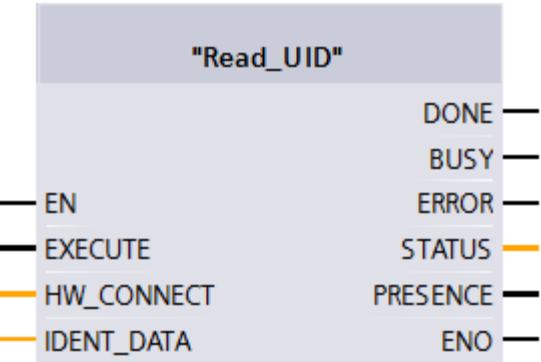 "Read_UID"
DONE
BUSY
EN ERROR
EXECUTE STATUS
HW_CONNECT PRESENCE
IDENT_DATA ENO